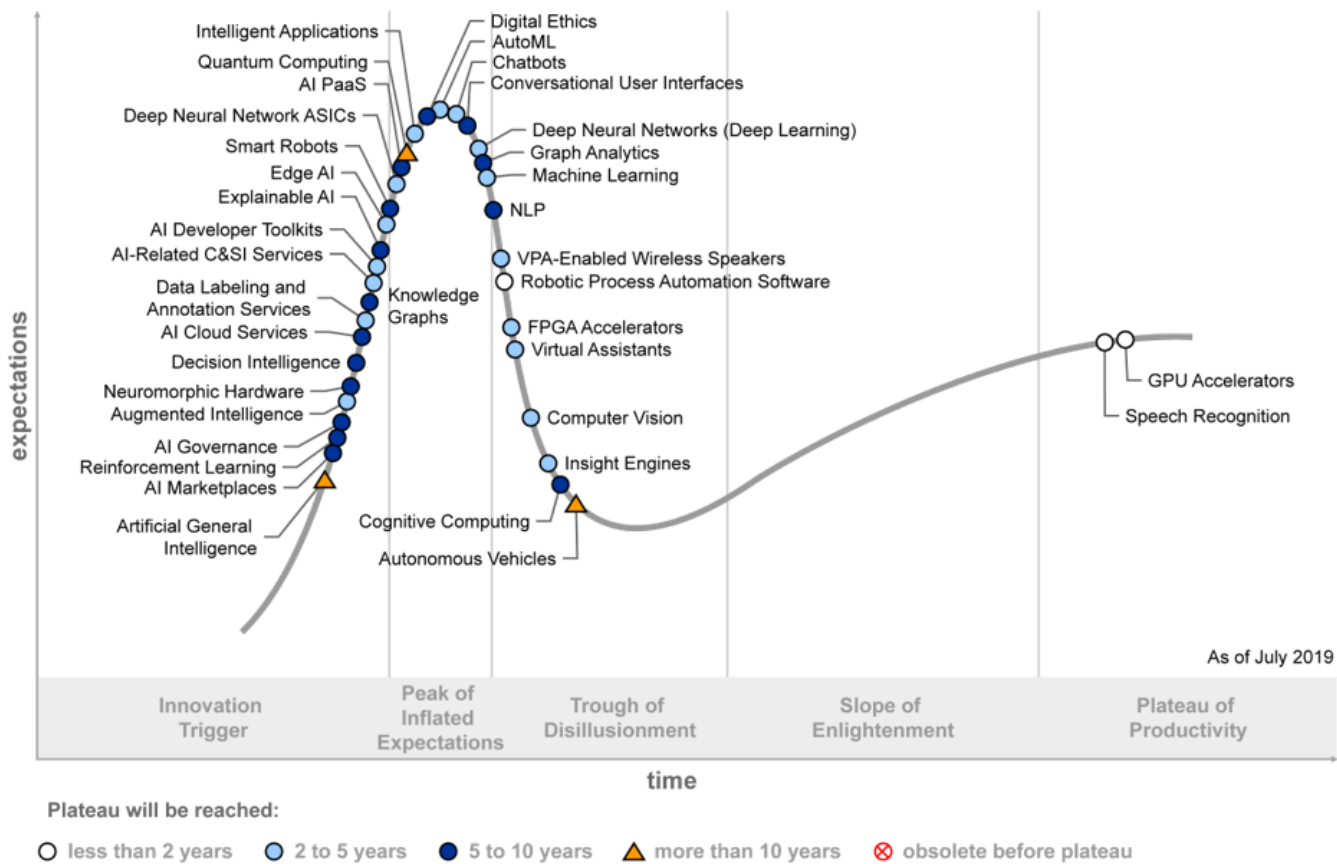 Intelligent Applications
Quantum Computing
AI PaaS
Deep Neural Network ASICs
Smart Robots
Edge AI
Explainable AI
AI Developer Toolkits
AI-Related C&SI Services
Data Labeling and
Annotation Services
AI Cloud Services
Decision Intelligence
Neuromorphic Hardware
Augmented Intelligence
AI Governance
Reinforcement Learning
AI Marketplaces
Artificial General
Intelligence
Knowledge
Graphs
Digital Ethics
AutoML
Chatbots
Conversational User Interfaces
Deep Neural Networks (Deep Learning)
Graph Analytics
Machine Learning
NLP
VPA-Enabled Wireless Speakers
Robotic Process Automation Software
FPGA Accelerators
Virtual Assistants
Computer Vision
Insight Engines
Cognitive Computing
Autonomous Vehicles
GPU Accelerators
Speech Recognition
expectations
As of July 2019
Innovation
Trigger
Peak of
Inflated
Expectations
Trough of
Disillusionment
Slope of
Enlightenment
Plateau of
Productivity
time
Plateau will be reached:
less than 2 years
2 to 5 years
5 to 10 years
more than 10 years
obsolete before plateau